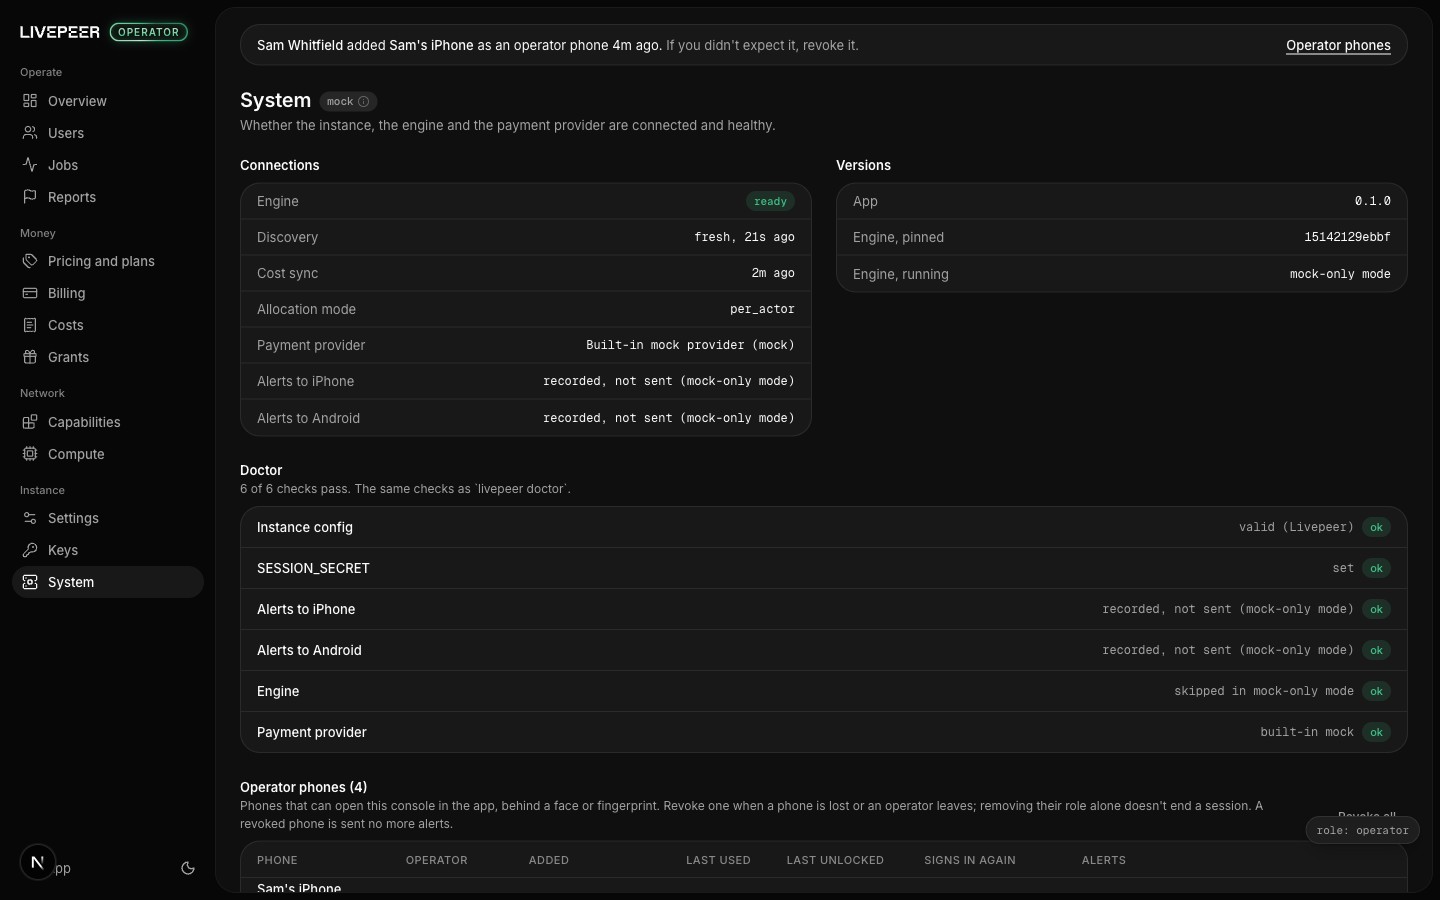 LIVEPEER OPERATOR
Operate
Overview
Users
Jobs
Reports
Money
Pricing and plans
Billing
Costs
Grants
Network
Capabilities
Compute
Instance
Settings
Keys
System
N
pp
Sam Whitfield added Sam's iPhone as an operator phone 4m ago. If you didn't expect it, revoke it.
Operator phones
System mock
Whether the instance, the engine and the payment provider are connected and healthy.
Connections
Engine ready
Discovery fresh, 21s ago
Cost sync 2m ago
Allocation mode per_actor
Payment provider Built-in mock provider (mock)
Alerts to iPhone recorded, not sent (mock-only mode)
Alerts to Android recorded, not sent (mock-only mode)
Versions
App 0.1.0
Engine, pinned 15142129ebbf
Engine, running mock-only mode
Doctor
6 of 6 checks pass. The same checks as `livepeer doctor`.
Instance config valid (Livepeer) ok
SESSION_SECRET set ok
Alerts to iPhone recorded, not sent (mock-only mode) ok
Alerts to Android recorded, not sent (mock-only mode) ok
Engine skipped in mock-only mode ok
Payment provider built-in mock ok
Operator phones (4)
Phones that can open this console in the app, behind a face or fingerprint. Revoke one when a phone is lost or an operator leaves; removing their role alone doesn't end a session. A
revoked phone is sent no more alerts.
Revoke all
role: operator
PHONE OPERATOR ADDED LAST USED LAST UNLOCKED SIGNS IN AGAIN ALERTS
Sam's iPhone